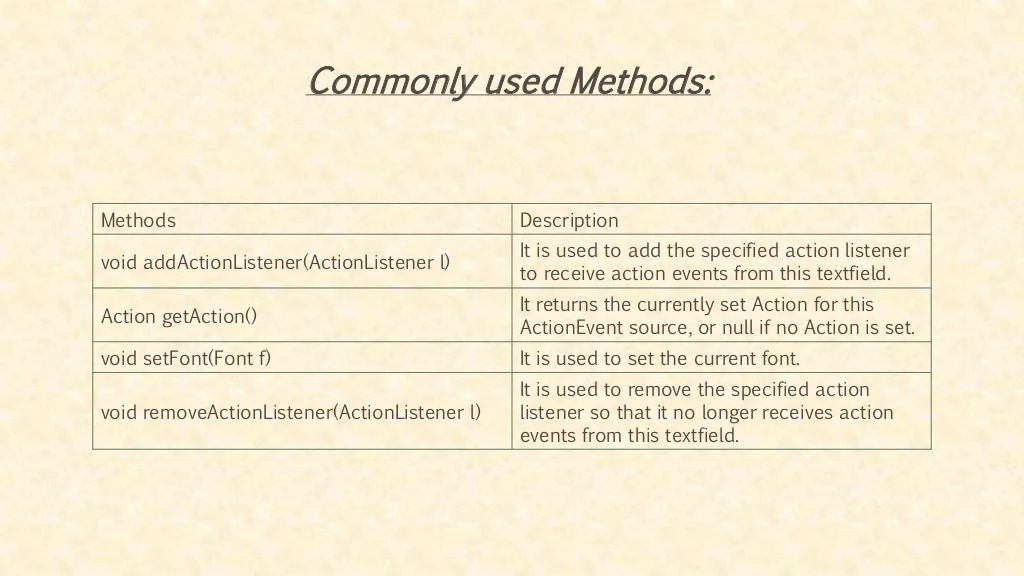 Commonly used Methods:
Methods
Description
void addActionListener(ActionListener l)
It is used to add the specified action listener
to receive action events from this textfield.
Action getAction()
It returns the currently set Action for this
ActionEvent source, or null if no Action is set.
void setFont(Font f)
It is used to set the current font.
void removeActionListener(ActionListener l)
It is used to remove the specified action
listener so that it no longer receives action
events from this textfield.